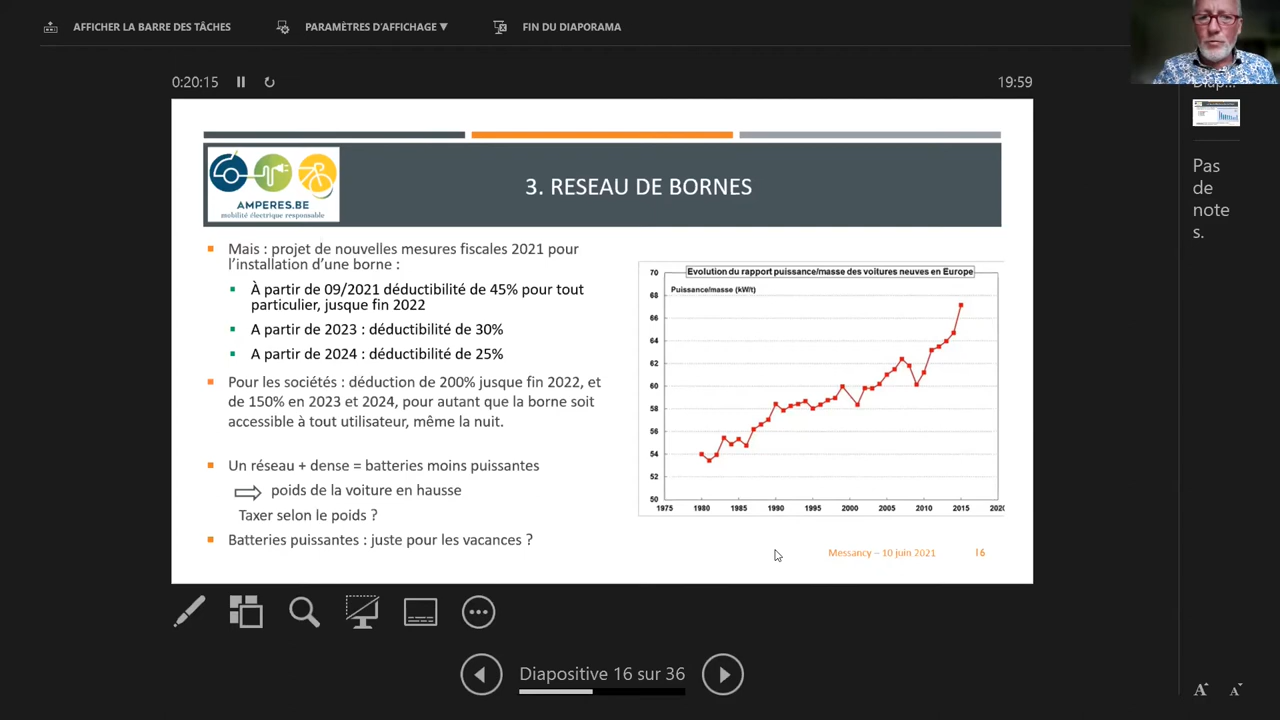 AFFICHER LA BARRE DES TÂCHES
PARAMÈTRES D'AFFICHAGE ▼
FIN DU DIAPORAMA
0:20:15
19:59
Diap...
AMPERES.BE
mobilité électrique responsable
3. RESEAU DE BORNES
Mais : projet de nouvelles mesures fiscales 2021 pour
l'installation d'une borne :
À partir de 09/2021 déductibilité de 45% pour tout
particulier, jusque fin 2022
A partir de 2023 : déductibilité de 30%
A partir de 2024 : déductibilité de 25%
Pour les sociétés : déduction de 200% jusque fin 2022, et
de 150% en 2023 et 2024, pour autant que la borne soit
accessible à tout utilisateur, même la nuit.
Un réseau + dense = batteries moins puissantes
poids de la voiture en hausse
Taxer selon le poids ?
Batteries puissantes : juste pour les vacances ?
Evolution du rapport puissance/masse des voitures neuves en Europe
Puissance/masse (kW/t)
70
68
66
64
62
60
58
56
54
52
50
1975 1980 1985 1990 1995 2000 2005 2010 2015 2020
Messancy – 10 juin 2021
16
Pas
de
note
s.
Diapositive 16 sur 36
A A